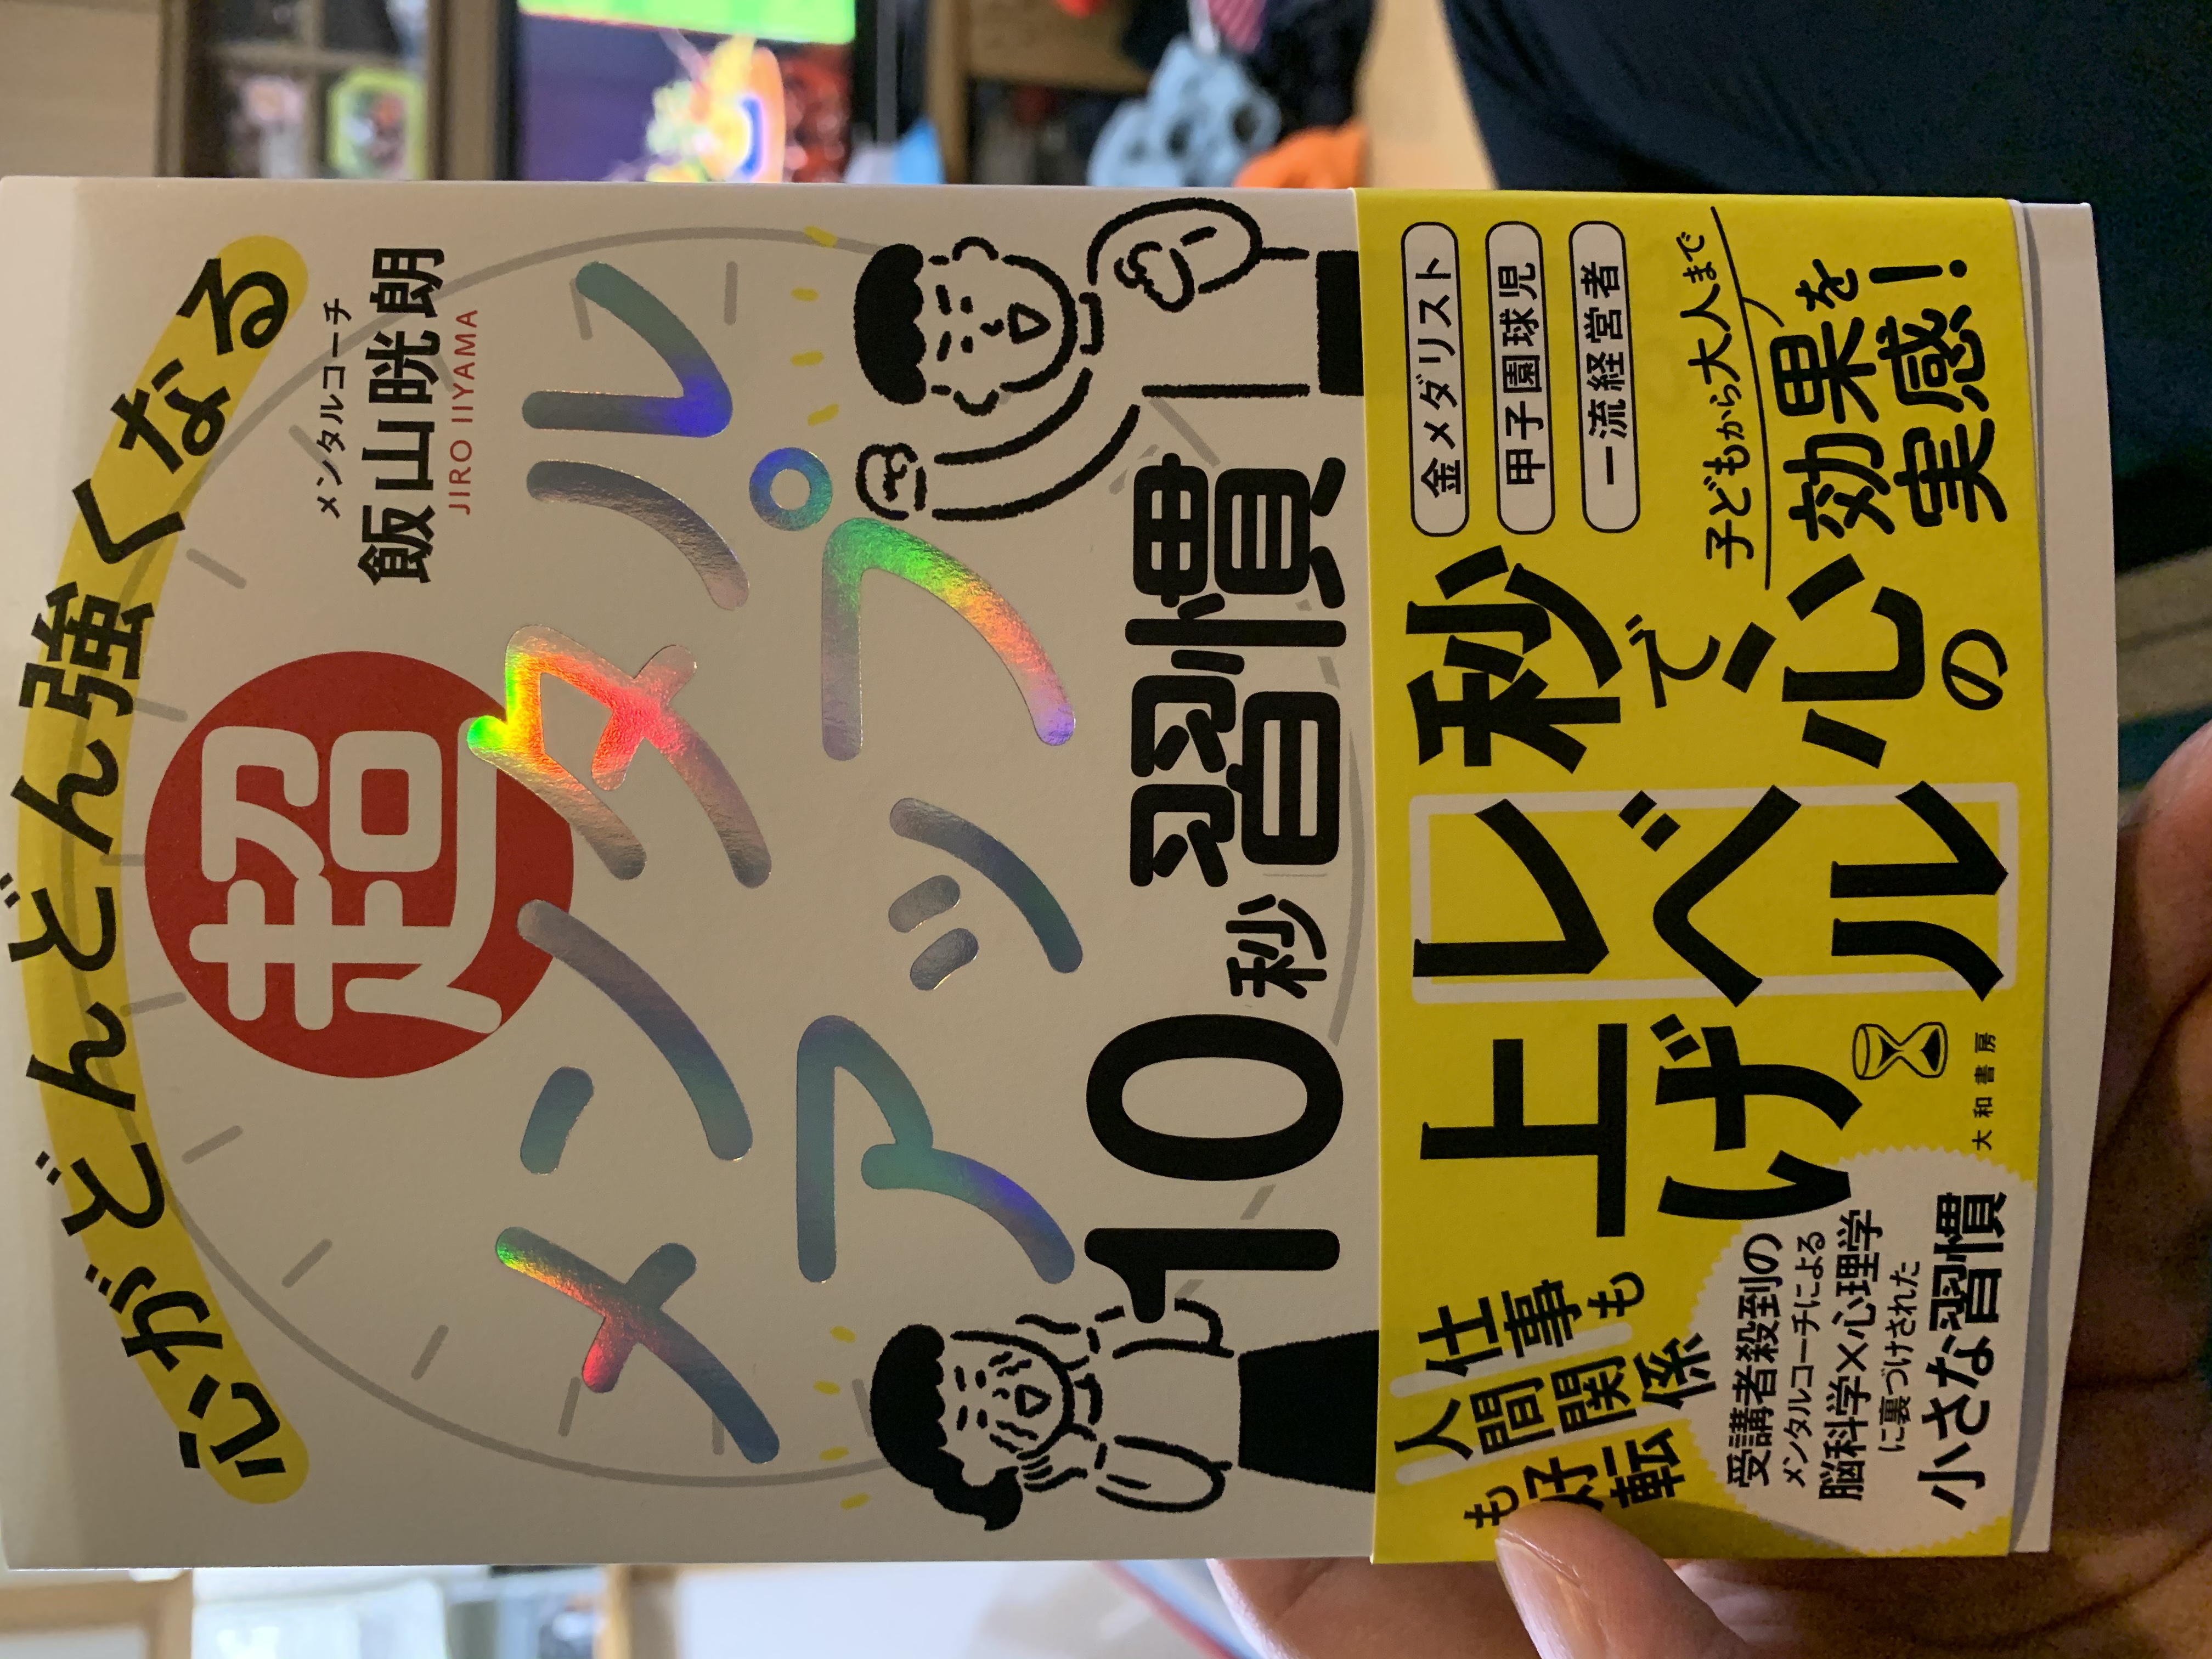 心がどんどん強くなる
メンタルコーチ
飯山晄朗
JIRO IIYAMA
超
メンタル
アップ
10秒習慣
仕事も
人間関係
も好転
秒で
心の
レベル
上げ
金メダリスト
甲子園球児
一流経営者
子どもから大人まで
効果を
実感!
受講者殺到の
メンタルコーチによる
脳科学×心理学
に裏づけされた
小さな習慣
大和書房